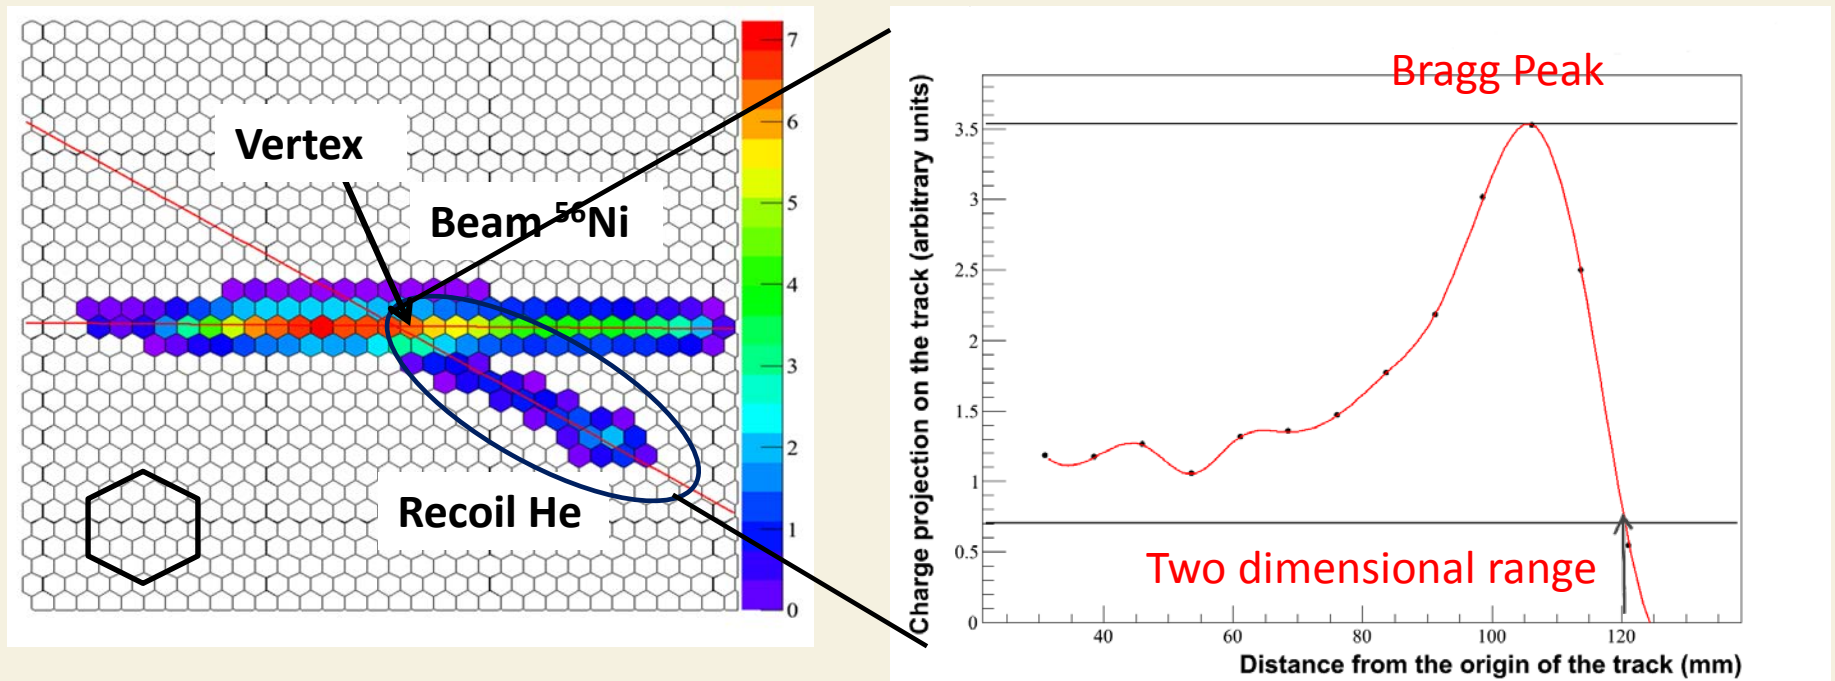 Vertex
Beam ⁵⁶Ni
Recoil He
7
6
5
4
3
2
1
0
Bragg Peak
Charge projection on the track (arbitrary units)
3.5
3
2.5
2
1.5
1
0.5
0
Two dimensional range
40 60 80 100 120
Distance from the origin of the track (mm)